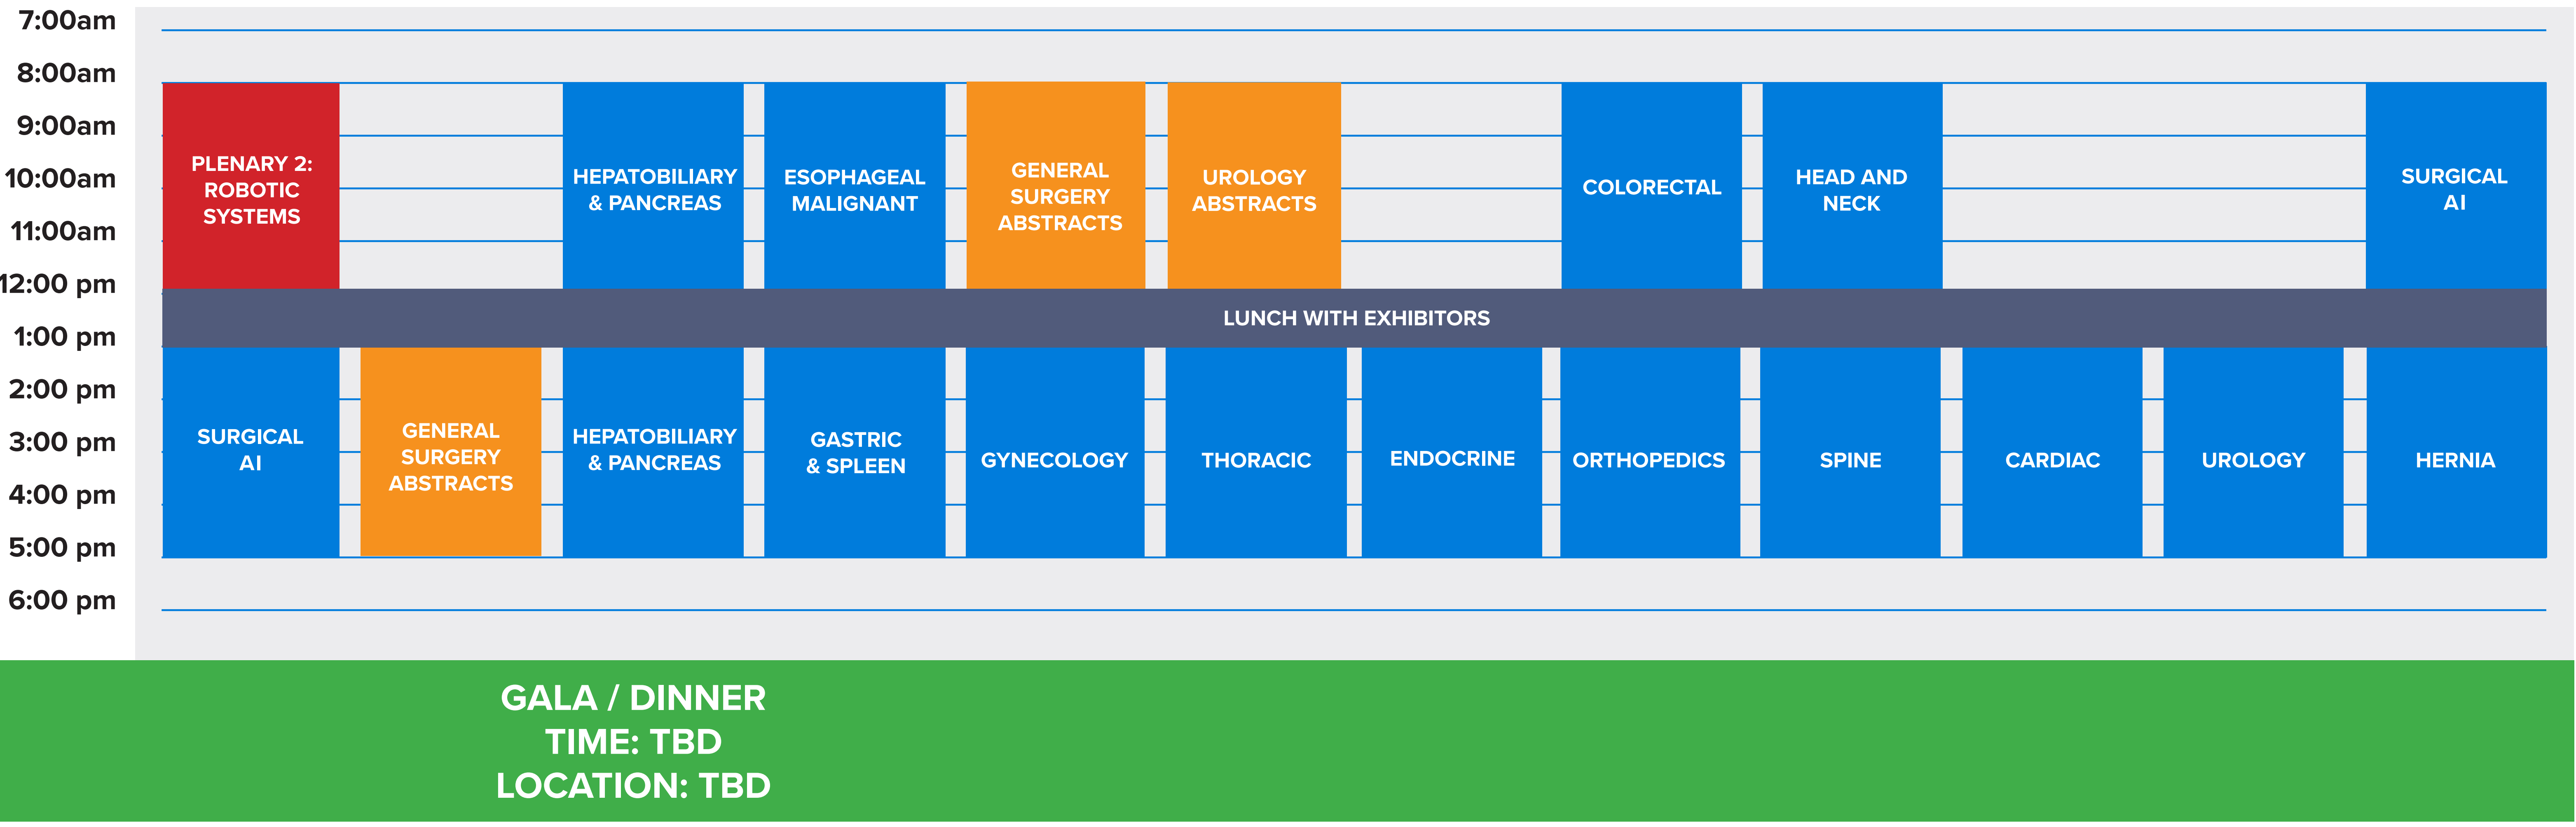 7:00am
8:00am
9:00am
10:00am
11:00am
12:00 pm
1:00 pm
2:00 pm
3:00 pm
4:00 pm
5:00 pm
6:00 pm
PLENARY 2:
ROBOTIC
SYSTEMS
HEPATOBILIARY
& PANCREAS
ESOPHAGEAL
MALIGNANT
GENERAL
SURGERY
ABSTRACTS
UROLOGY
ABSTRACTS
COLORECTAL
HEAD AND
NECK
SURGICAL
AI
LUNCH WITH EXHIBITORS
SURGICAL
AI
GENERAL
SURGERY
ABSTRACTS
HEPATOBILIARY
& PANCREAS
GASTRIC
& SPLEEN
GYNECOLOGY
THORACIC
ENDOCRINE
ORTHOPEDICS
SPINE
CARDIAC
UROLOGY
HERNIA
GALA / DINNER
TIME: TBD
LOCATION: TBD